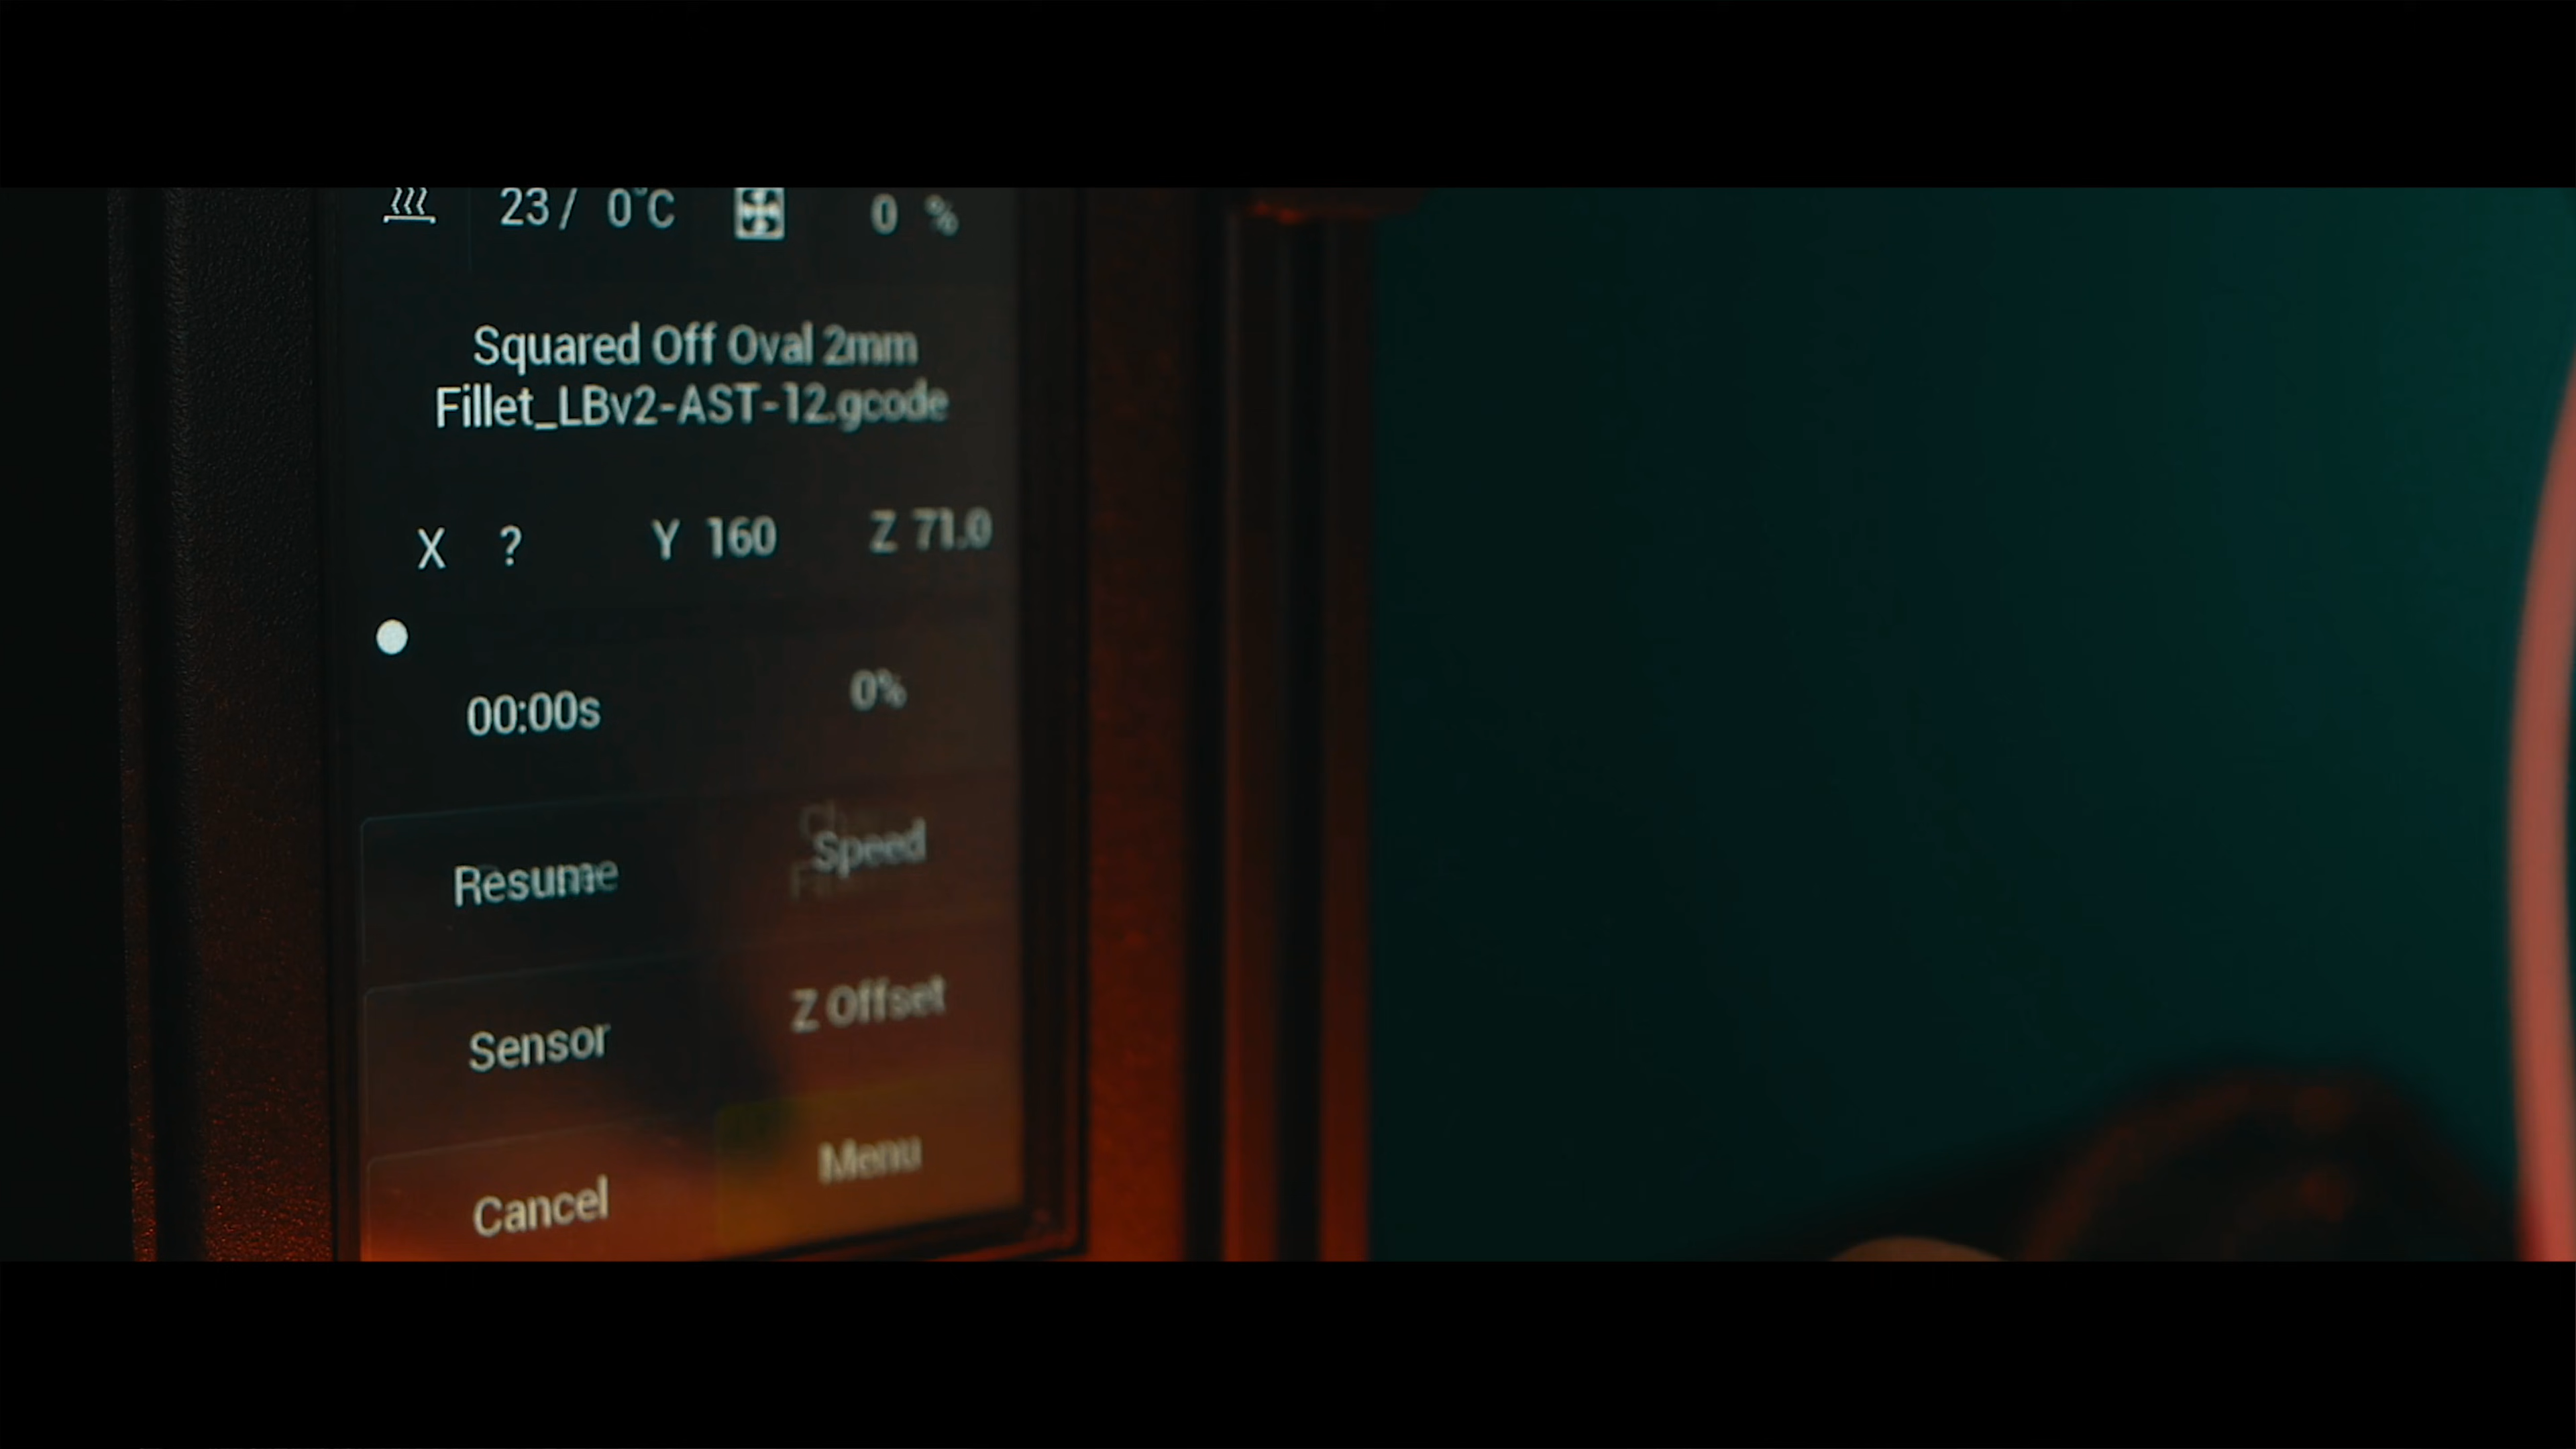 23 / 0°C 0 %
Squared Off Oval 2mm
Fillet_LBv2-AST-12.gcode
X ? Y 160 Z 71.0
00:00s 0%
Resume Speed
Sensor Z Offset
Cancel Menu